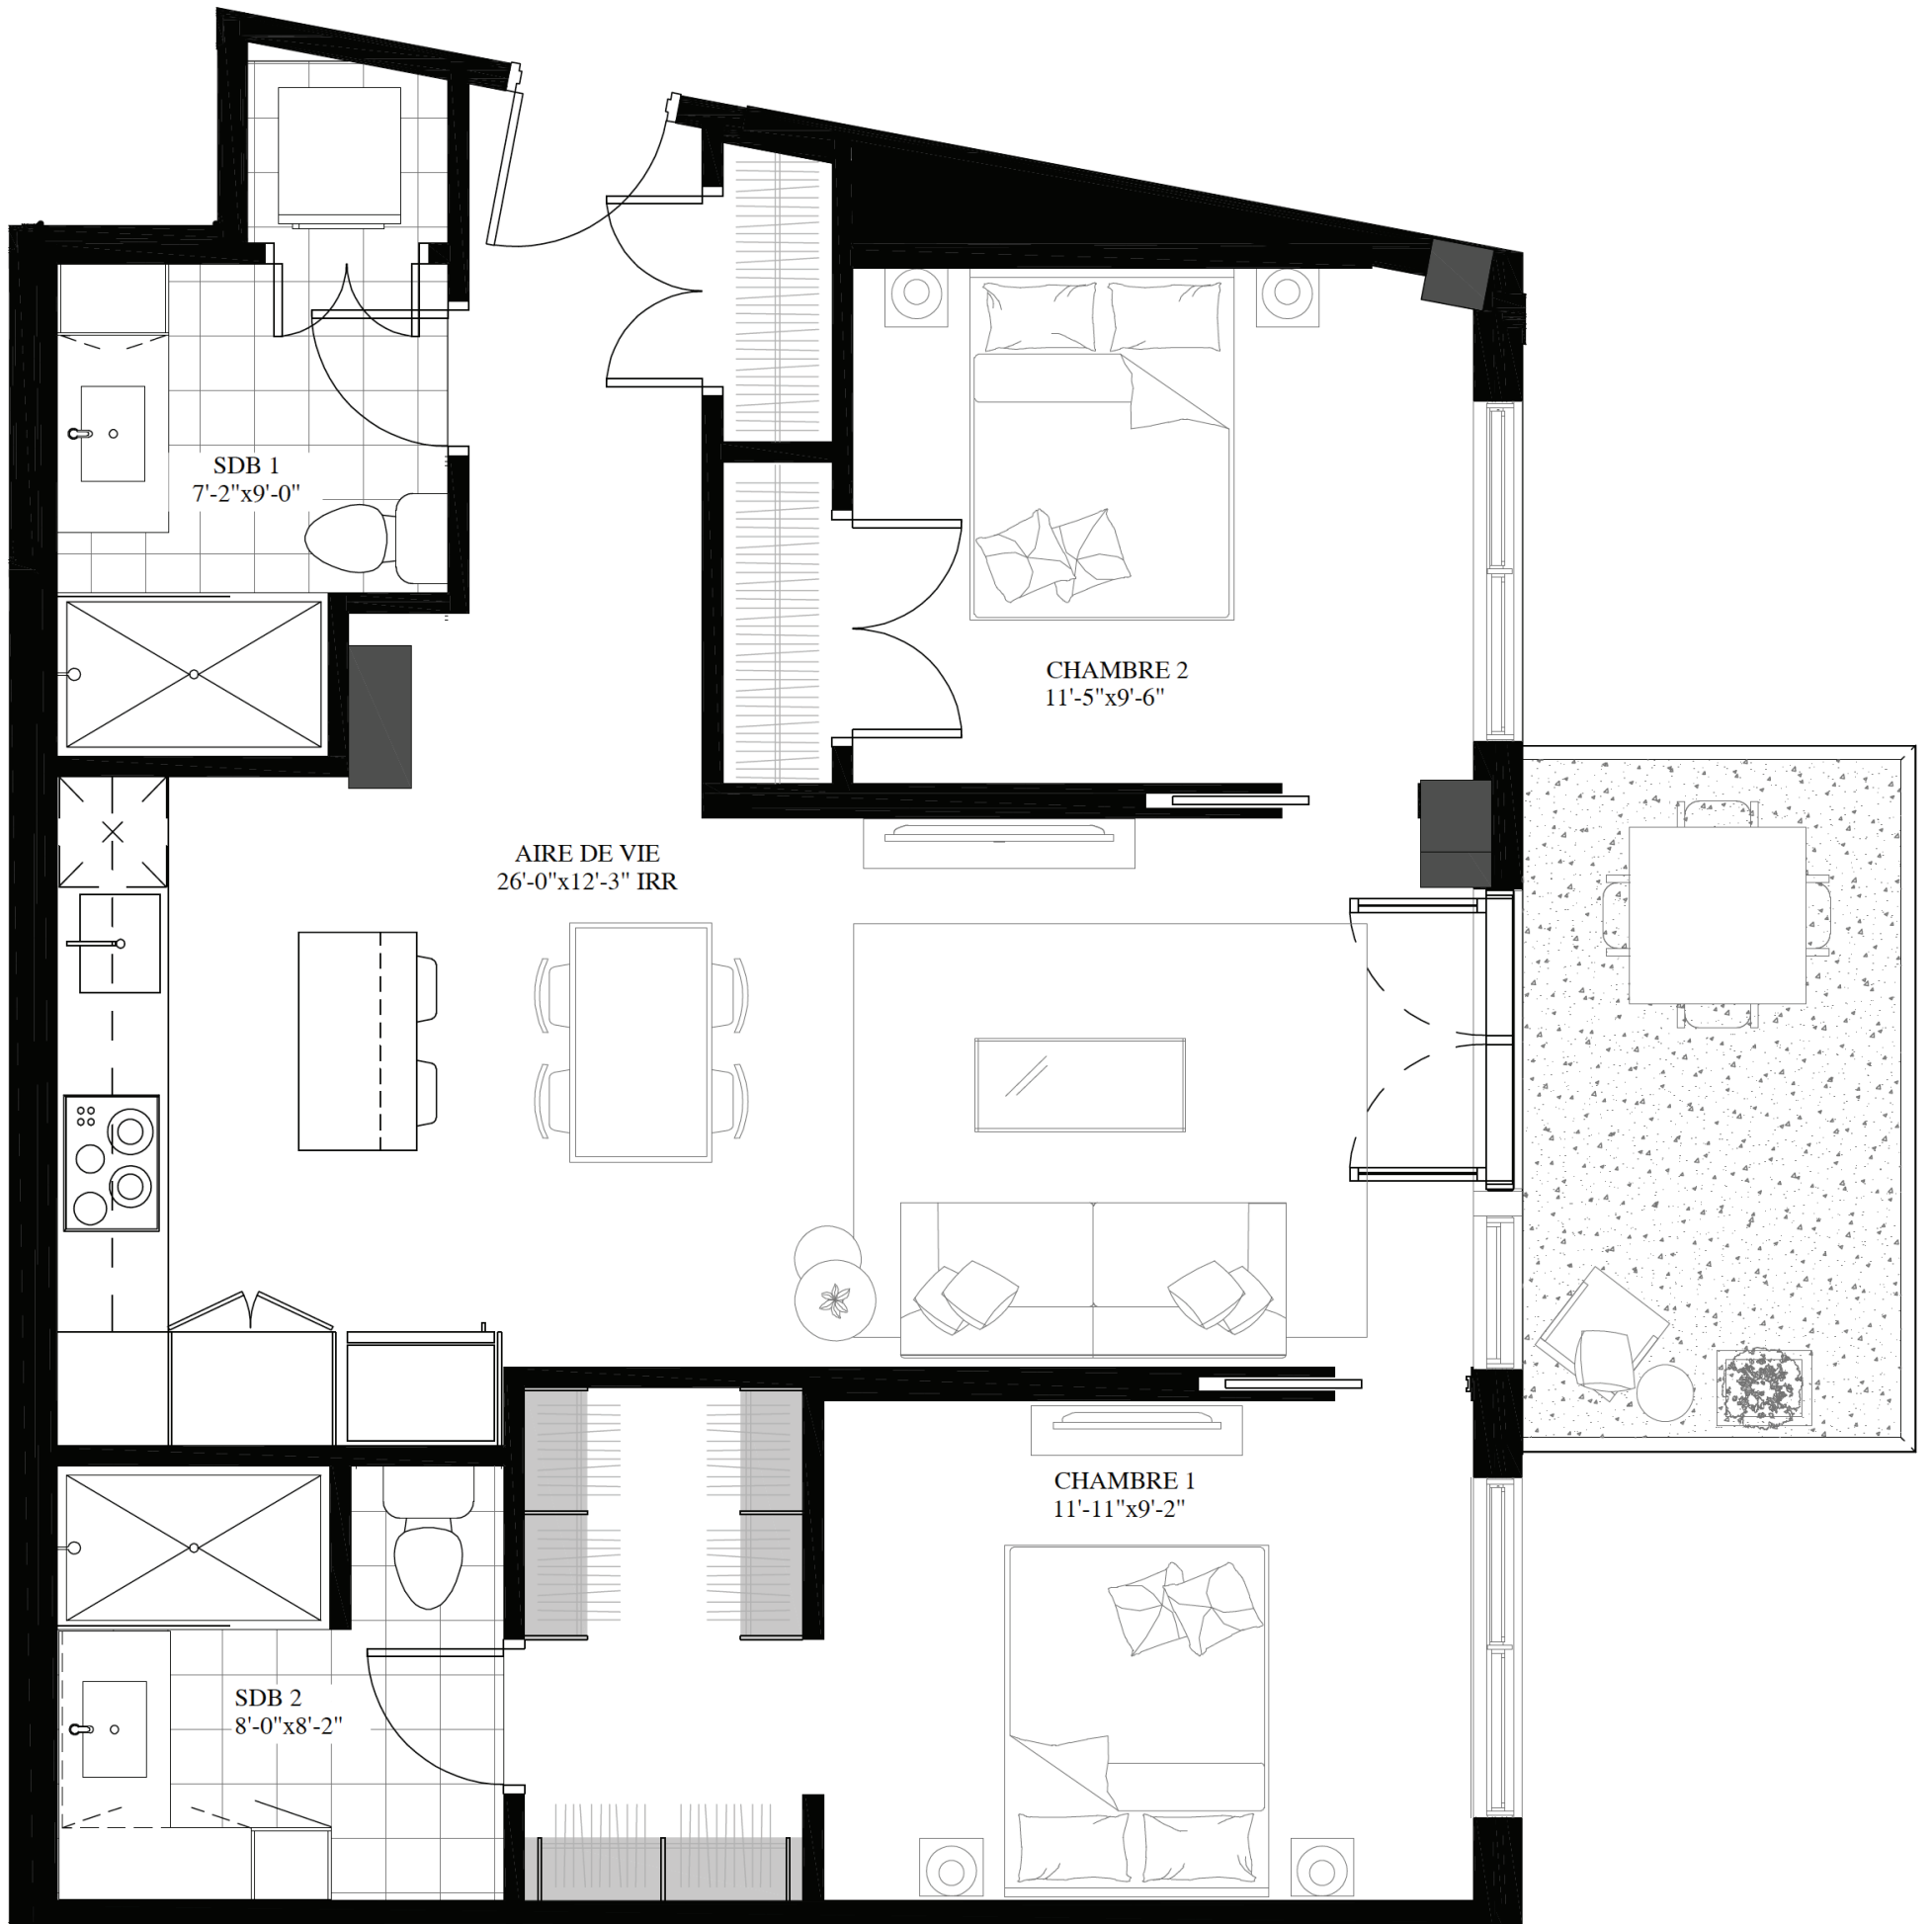 SDB 1
7'-2"x9'-0"
CHAMBRE 2
11'-5"x9'-6"
AIRE DE VIE
26'-0"x12'-3" IRR
CHAMBRE 1
11'-11"x9'-2"
SDB 2
8'-0"x8'-2"